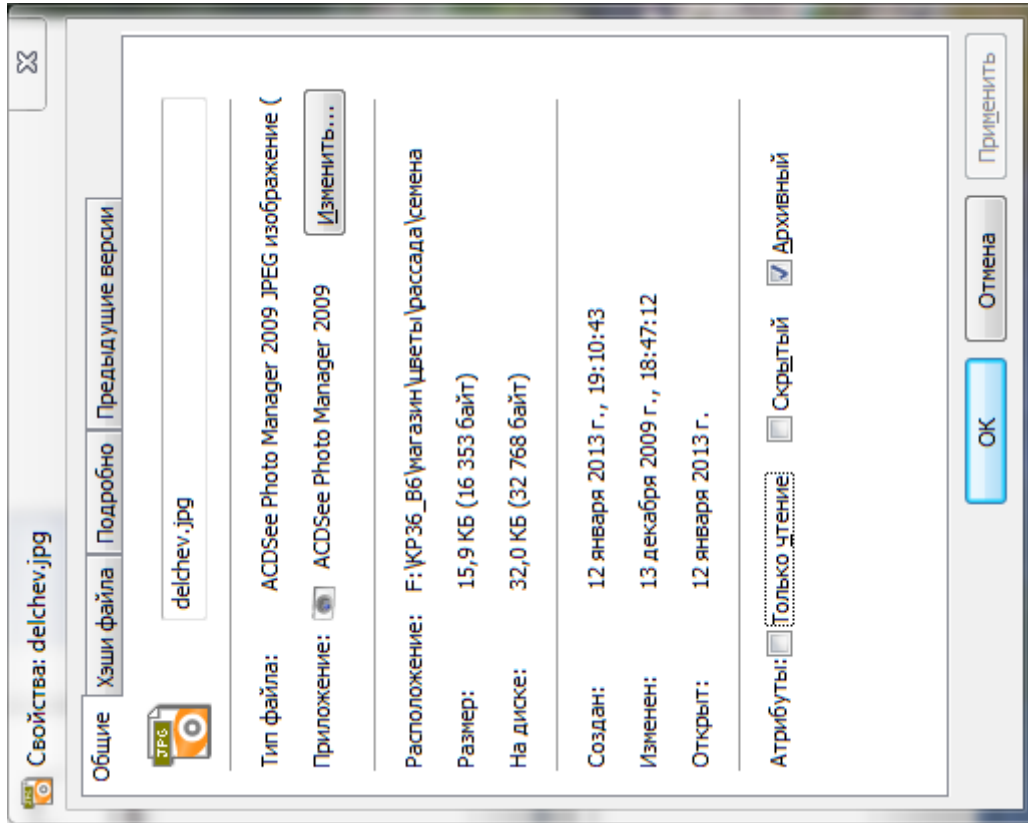 Свойства: delchev.jpg
Общие Хэши файла Подробно Предыдущие версии
JPG
delchev.jpg
Тип файла: ACDSee Photo Manager 2009 JPEG изображение (
Приложение: ACDSee Photo Manager 2009 Изменить...
Расположение: F:\КР36_В6\магазин\цветы\рассада\семена
Размер: 15,9 КБ (16 353 байт)
На диске: 32,0 КБ (32 768 байт)
Создан: 12 января 2013 г., 19:10:43
Изменен: 13 декабря 2009 г., 18:47:12
Открыт: 12 января 2013 г.
Атрибуты: Только чтение Скрытый Архивный
ОК Отмена Применить